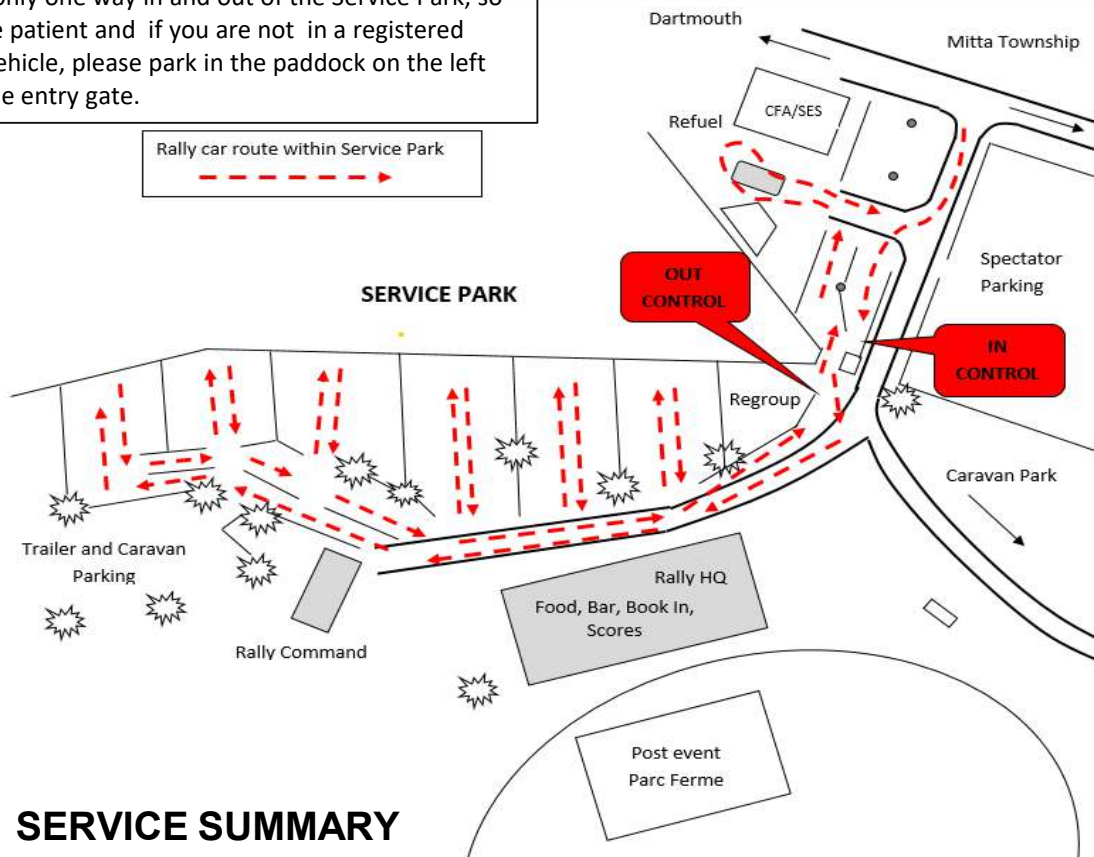 only one way in and out of the Service Park, so
e patient and if you are not in a registered
ehicle, please park in the paddock on the left
e entry gate.
Rally car route within Service Park
Dartmouth
Mitta Township
CFA/SES
Refuel
Spectator
Parking
OUT
CONTROL
SERVICE PARK
IN
CONTROL
Regroup
Caravan Park
Trailer and Caravan
Parking
Rally HQ
Food, Bar, Book In,
Scores
Rally Command
Post event
Parc Ferme
SERVICE SUMMARY